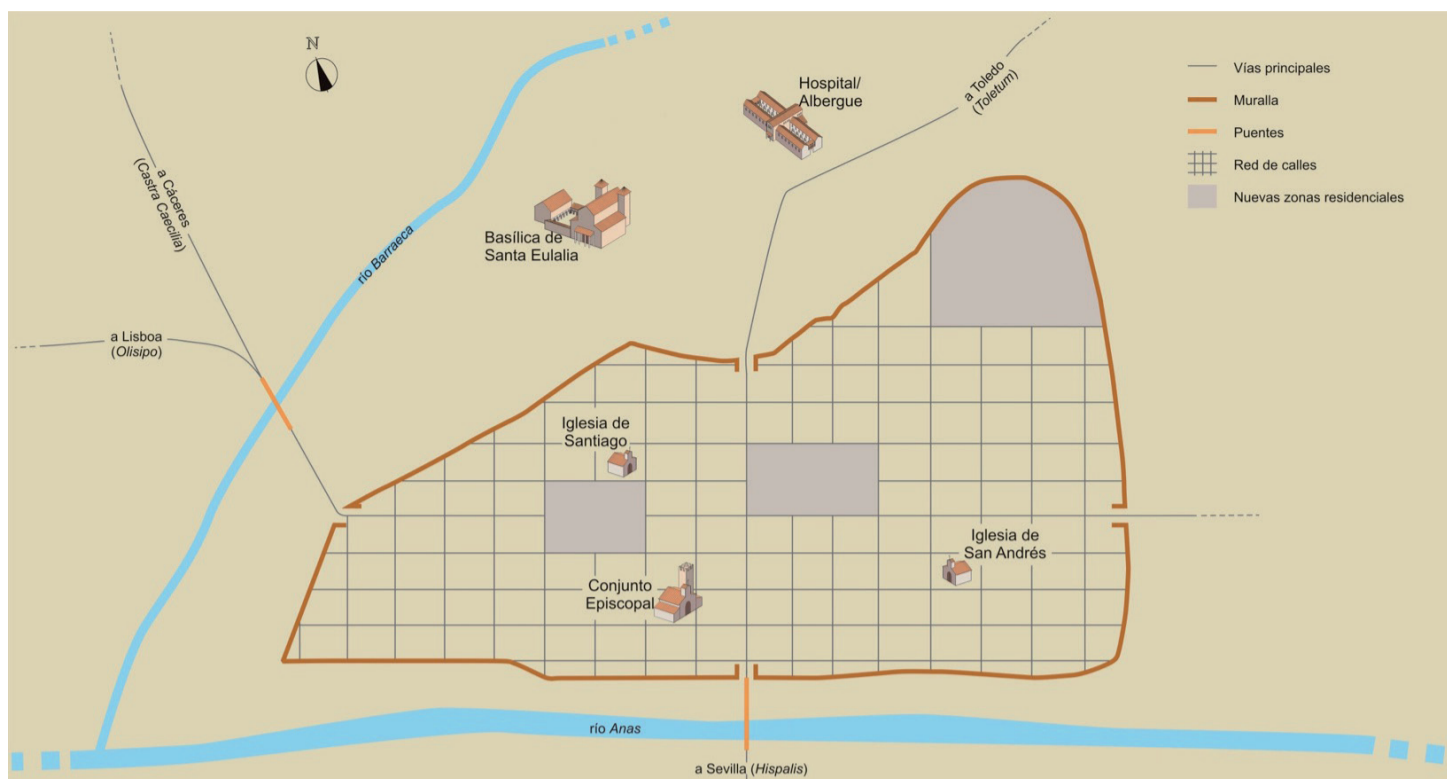 N
Hospital/
Albergue
a Toledo
(Toletum)
Vías principales
Muralla
Puentes
Red de calles
Nuevas zonas residenciales
a Cáceres
(Castra Caecilia)
río Barraeca
Basílica de
Santa Eulalia
a Lisboa
(Olisipo)
Iglesia de
Santiago
Iglesia de
San Andrés
Conjunto
Episcopal
río Anas
a Sevilla (Hispalis)